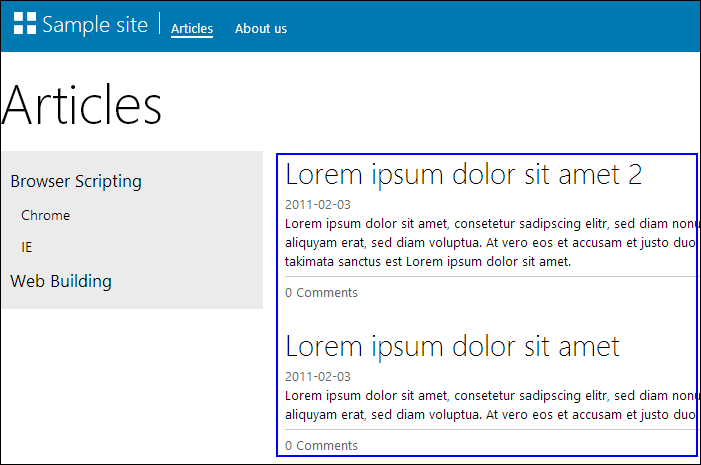 Sample site
Articles
About us
Articles
Browser Scripting
Chrome
IE
Web Building
Lorem ipsum dolor sit amet 2
2011-02-03
Lorem ipsum dolor sit amet, consetetur sadipscing elitr, sed diam
aliquyam erat, sed diam voluptua. At vero eos et accusam et justo duo
takimata sanctus est Lorem ipsum dolor sit amet.
0 Comments
Lorem ipsum dolor sit amet
2011-02-03
Lorem ipsum dolor sit amet, consetetur sadipscing elitr, sed diam
aliquyam erat, sed diam voluptua. At vero eos et accusam et justo duo
0 Comments